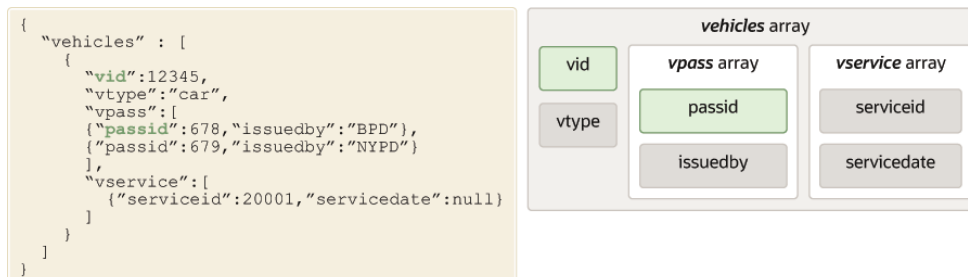 {
“vehicles” : [
{
“vid”:12345,
“vtype”:”car”,
“vpass”:[
{“passid”:678,“issuedby”:”BPD”},
{”passid”:679,”issuedby”:”NYPD”}
],
“vservice”:[
{”serviceid”:20001,”servicedate”:null}
]
}
]
}
vehicles array
vid
vtype
vpass array
passid
issuedby
vservice array
serviceid
servicedate